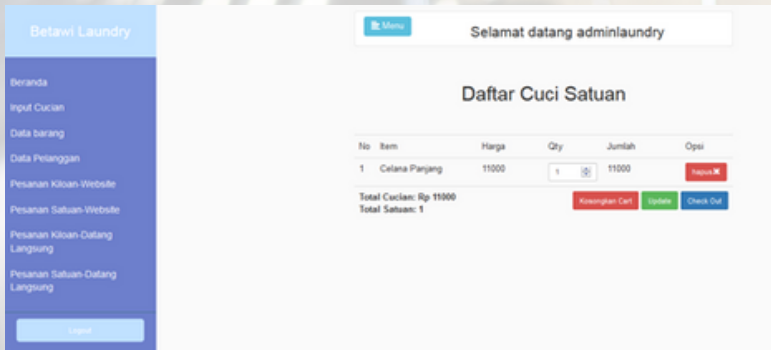 Betawi Laundry
Beranda
Input Cucian
Data barang
Data Pelanggan
Pesanan Kiloan-Website
Pesanan Satuan-Website
Pesanan Kiloan-Datang
Langsung
Pesanan Satuan-Datang
Langsung
Logout
Menu
Selamat datang adminlaundry
Daftar Cuci Satuan
No Item Harga Qty Jumlah Opsi
1 Celana Panjang 11000 1 11000 hapus
Total Cucian: Rp 11000
Total Satuan: 1
Kosongkan Cart Update Check Out